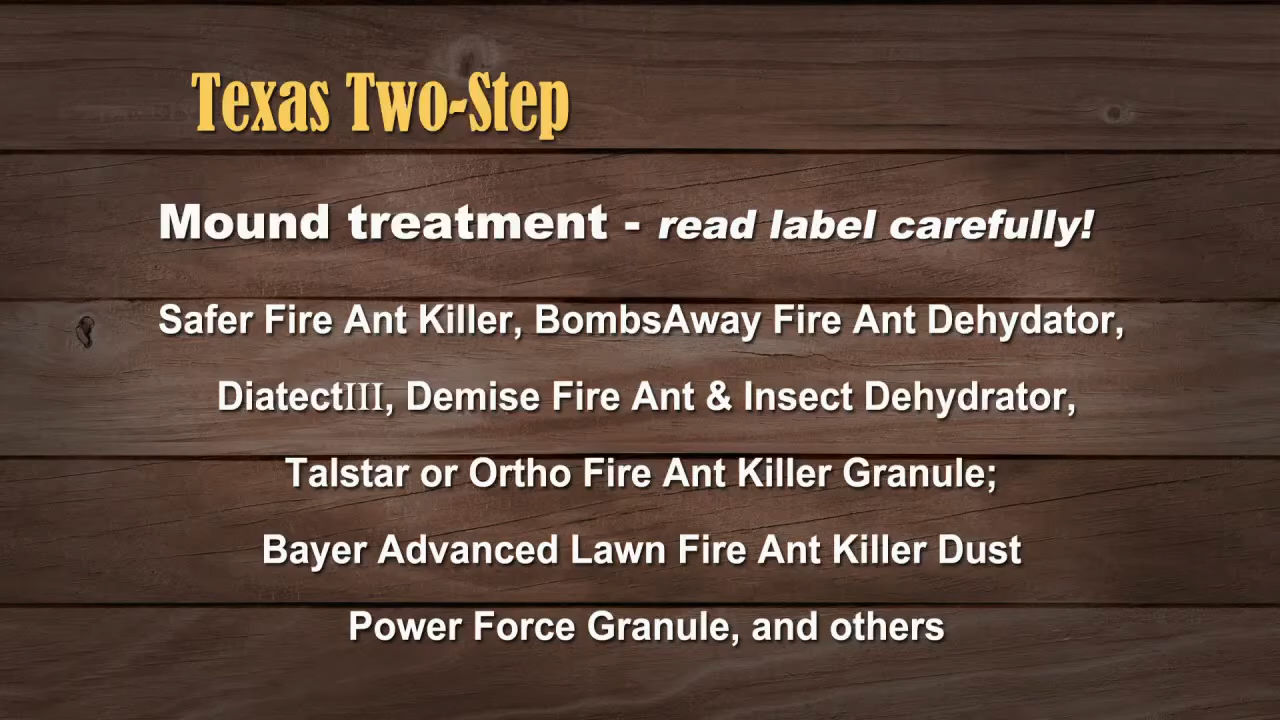 Texas Two-Step
Mound treatment - read label carefully!
Safer Fire Ant Killer, BombsAway Fire Ant Dehydator,
DiatectIII, Demise Fire Ant & Insect Dehydrator,
Talstar or Ortho Fire Ant Killer Granule;
Bayer Advanced Lawn Fire Ant Killer Dust
Power Force Granule, and others